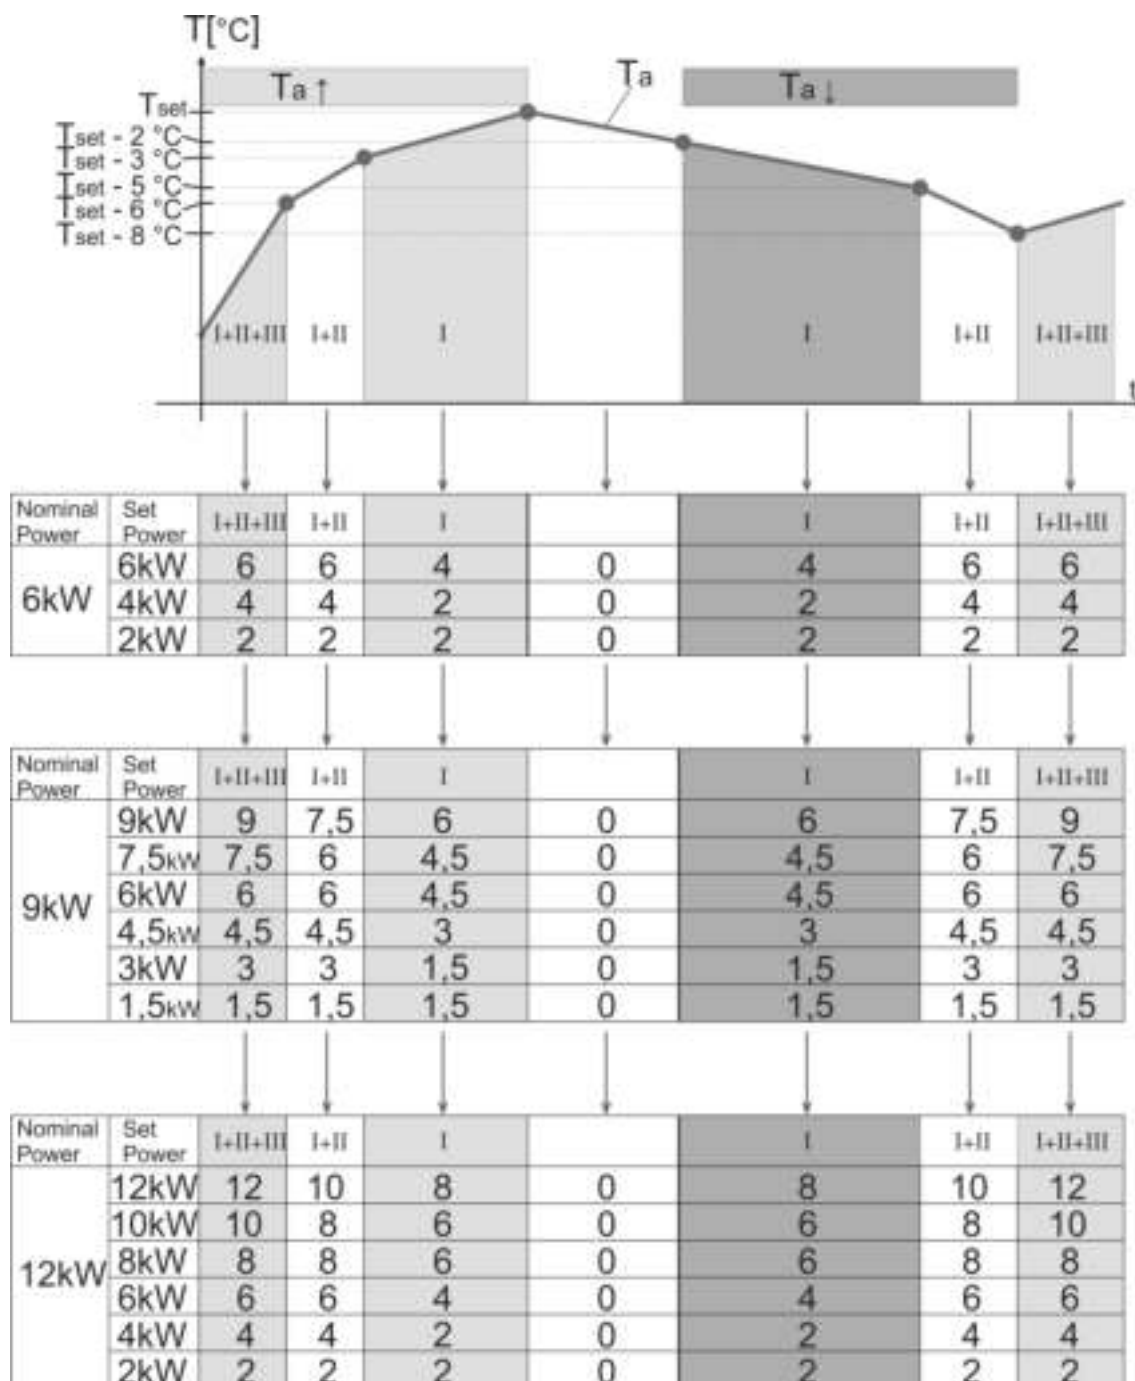 T[°C]
Ta ↑
Ta
Ta ↓
Tset
Tset - 2 °C
Tset - 3 °C
Tset - 5 °C
Tset - 6 °C
Tset - 8 °C
I+II+III I+II I I I+II I+II+III
t
Nominal Power Set Power I+II+III I+II I I I+II I+II+III
6kW
6kW 6 6 4 0 4 6 6
4kW 4 4 2 0 2 4 4
2kW 2 2 2 0 2 2 2
Nominal Power Set Power I+II+III I+II I I I+II I+II+III
9kW
9kW 9 7,5 6 0 6 7,5 9
7,5kW 7,5 6 4,5 0 4,5 6 7,5
6kW 6 6 4,5 0 4,5 6 6
4,5kW 4,5 4,5 3 0 3 4,5 4,5
3kW 3 3 1,5 0 1,5 3 3
1,5kW 1,5 1,5 1,5 0 1,5 1,5 1,5
Nominal Power Set Power I+II+III I+II I I I+II I+II+III
12kW
12kW 12 10 8 0 8 10 12
10kW 10 8 6 0 6 8 10
8kW 8 8 6 0 6 8 8
6kW 6 6 4 0 4 6 6
4kW 4 4 2 0 2 4 4
2kW 2 2 2 0 2 2 2